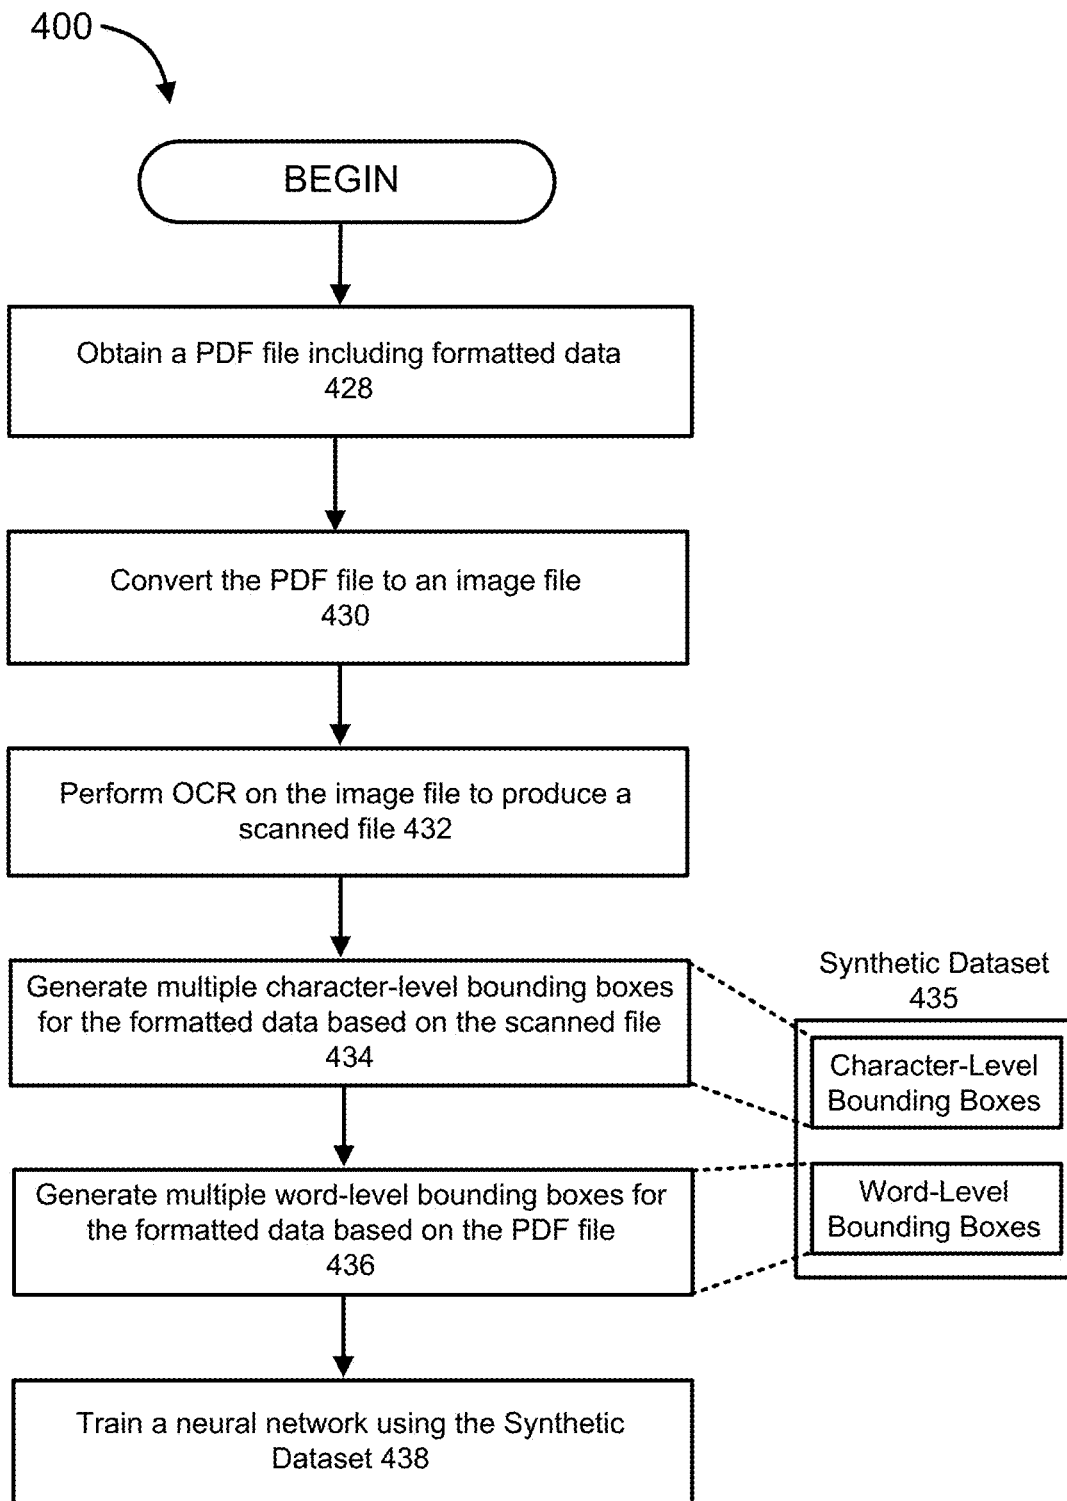 400
BEGIN
Obtain a PDF file including formatted data
428
Convert the PDF file to an image file
430
Perform OCR on the image file to produce a
scanned file 432
Generate multiple character-level bounding boxes
for the formatted data based on the scanned file
434
Synthetic Dataset
435
Character-Level
Bounding Boxes
Generate multiple word-level bounding boxes for
the formatted data based on the PDF file
436
Word-Level
Bounding Boxes
Train a neural network using the Synthetic
Dataset 438